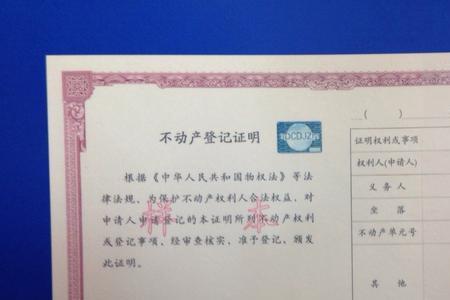 不动产登记证明
BDCDJZM
根据《中华人民共和国物权法》等法
律法规，为保护不动产权利人合法权益，对
申请人申请登记的本证明所列不动产权利
或登记事项，经审查核实，准予登记，颁发
此证明。
样本
( )
证明权利或事项
权利人(申请人)
义务人
坐落
不动产单元号
其他